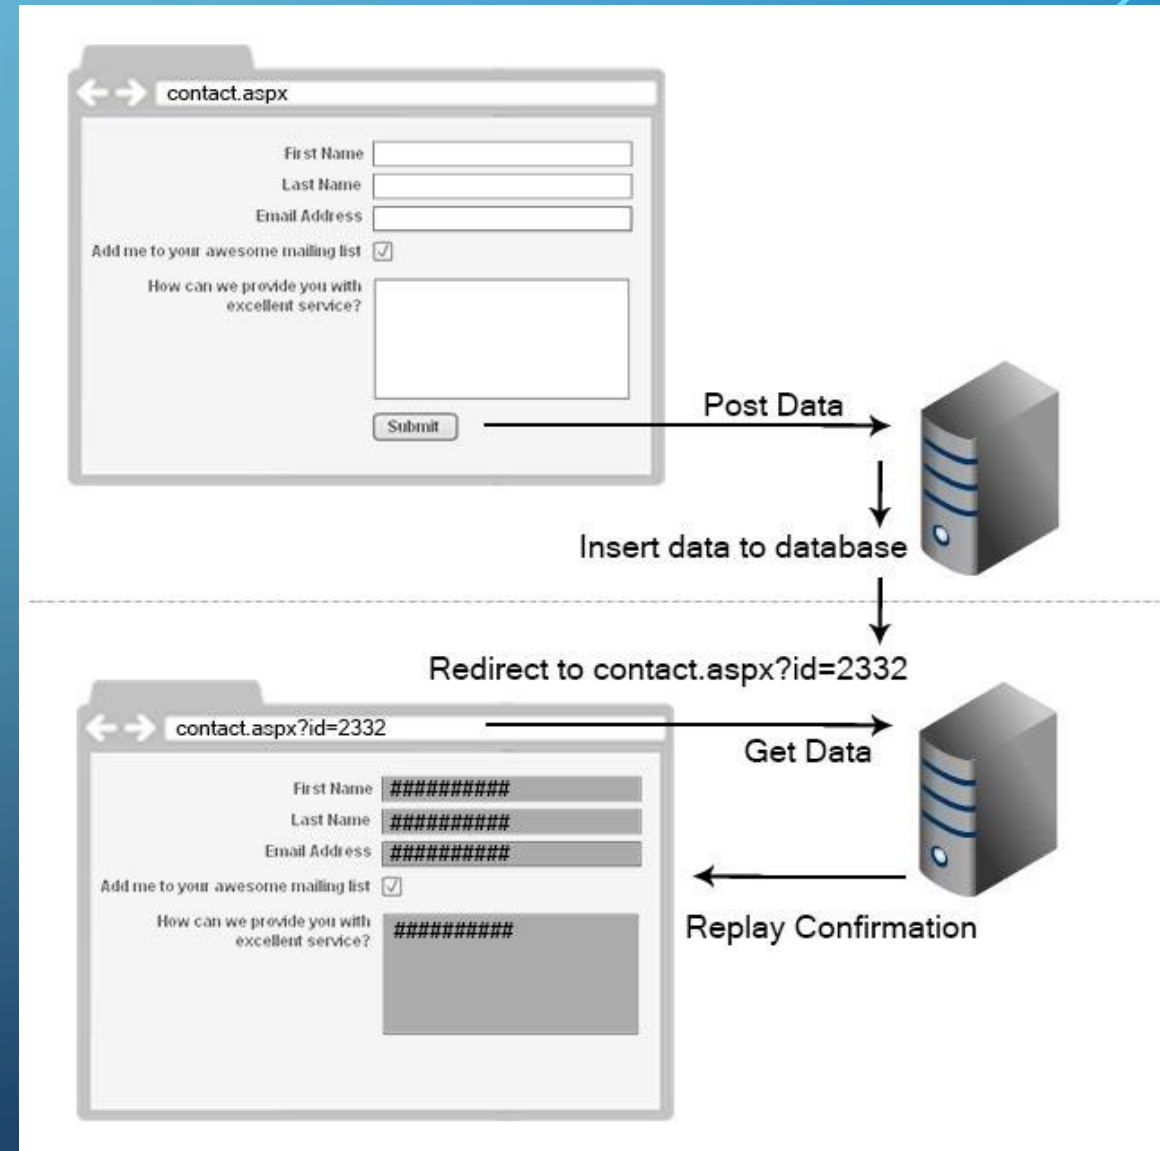 contact.aspx
First Name
Last Name
Email Address
Add me to your awesome mailing list
How can we provide you with
excellent service?
Submit
Post Data
Insert data to database
Redirect to contact.aspx?id=2332
contact.aspx?id=2332
Get Data
First Name ##########
Last Name ##########
Email Address ##########
Add me to your awesome mailing list
How can we provide you with ##########
excellent service?
Replay Confirmation